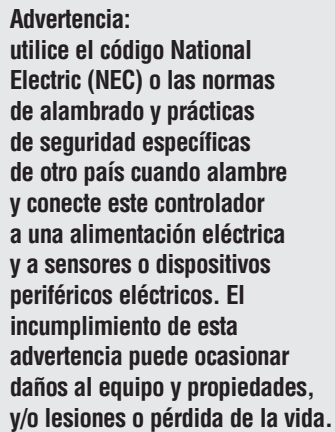 Advertencia:
utilice el código National
Electric (NEC) o las normas
de alambrado y prácticas
de seguridad específicas
de otro país cuando alambre
y conecte este controlador
a una alimentación eléctrica
y a sensores o dispositivos
periféricos eléctricos. El
incumplimiento de esta
advertencia puede ocasionar
daños al equipo y propiedades,
y/o lesiones o pérdida de la vida.